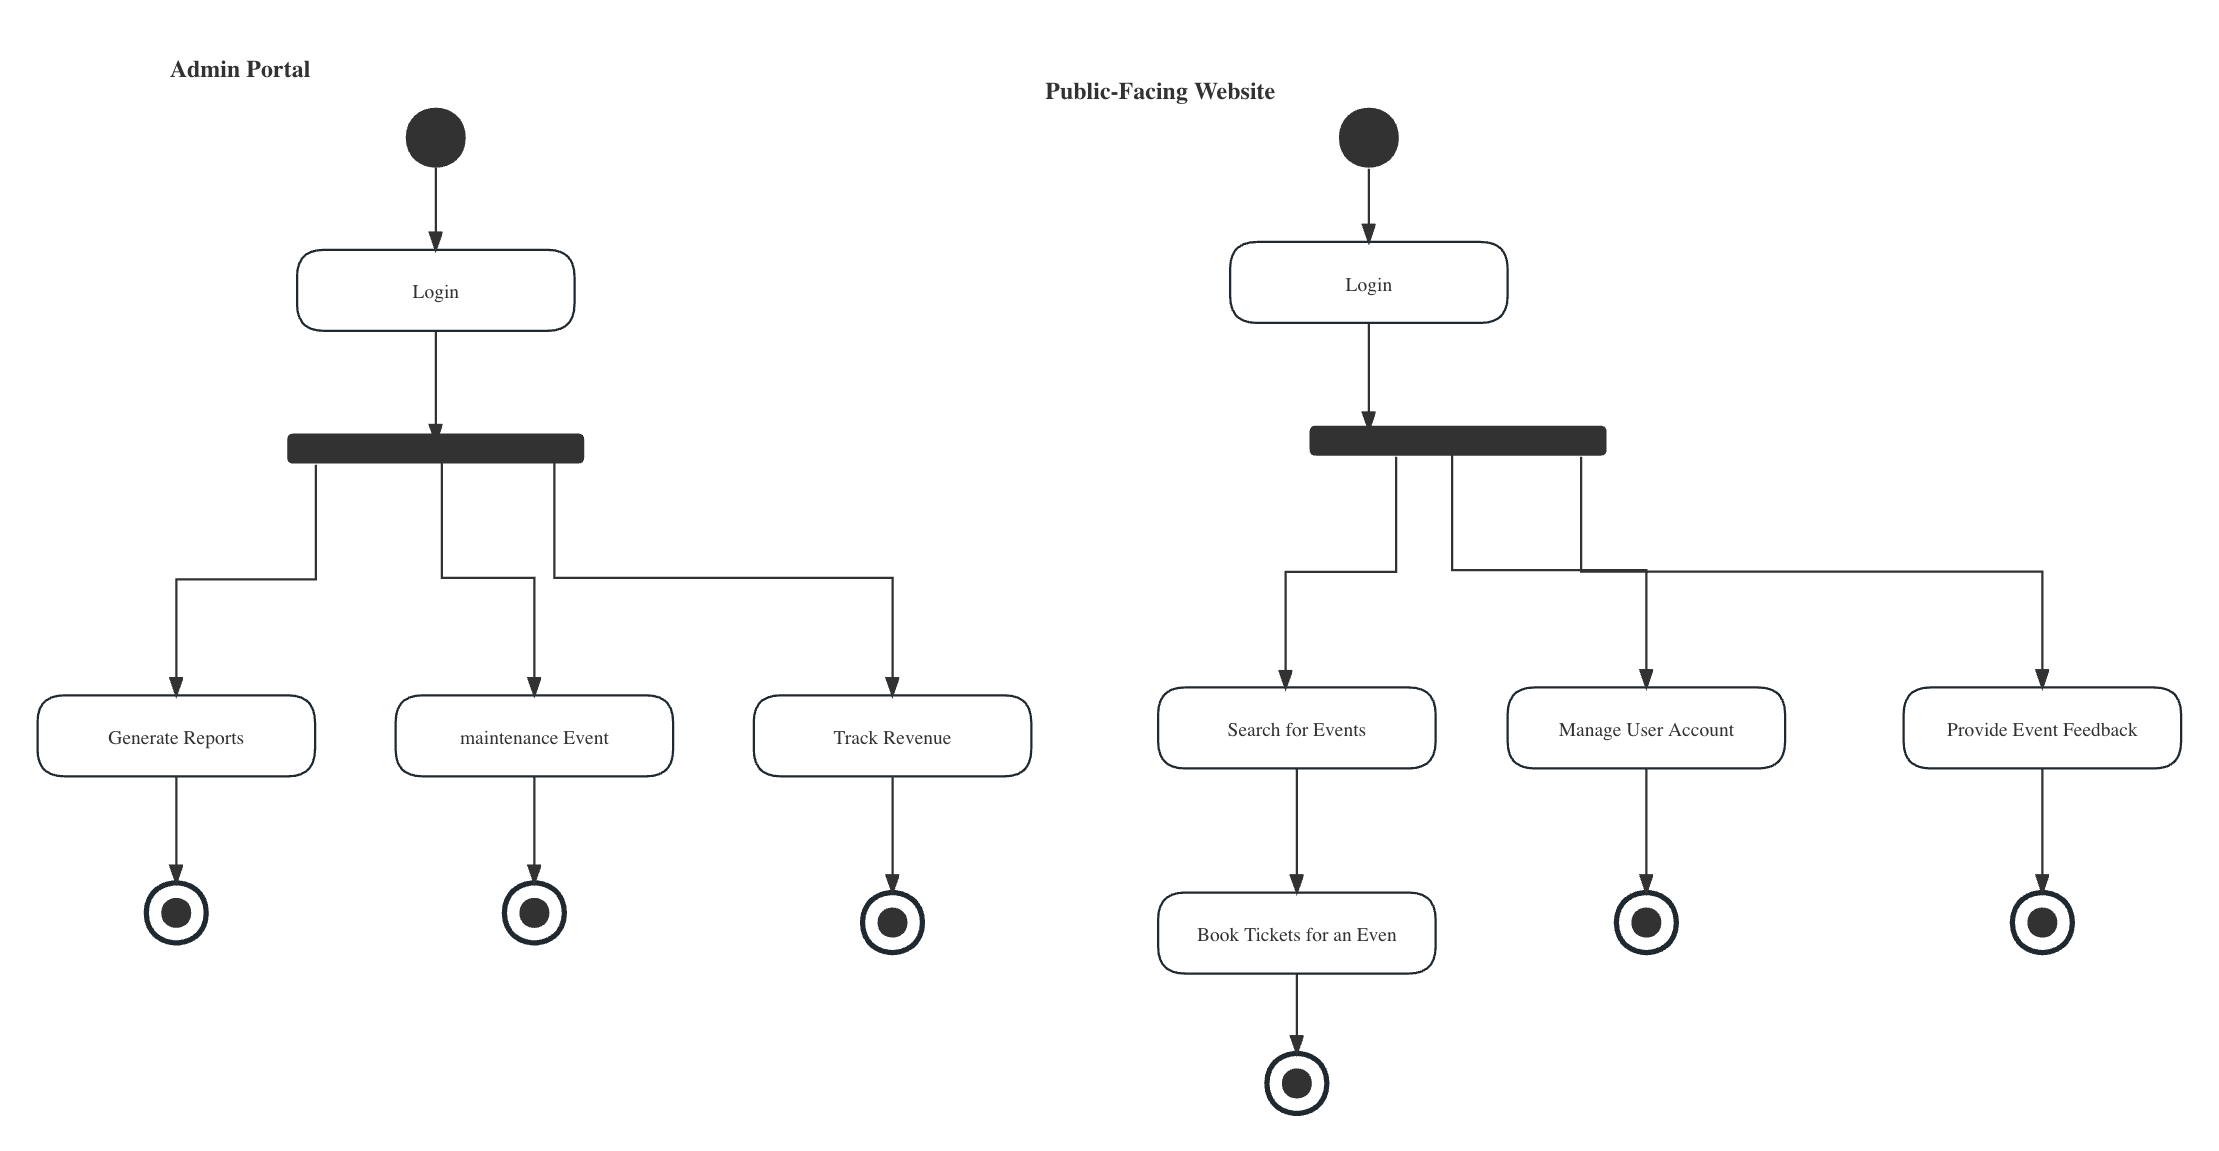 Admin Portal
Login
Generate Reports
maintenance Event
Track Revenue
Public-Facing Website
Login
Search for Events
Manage User Account
Provide Event Feedback
Book Tickets for an Even